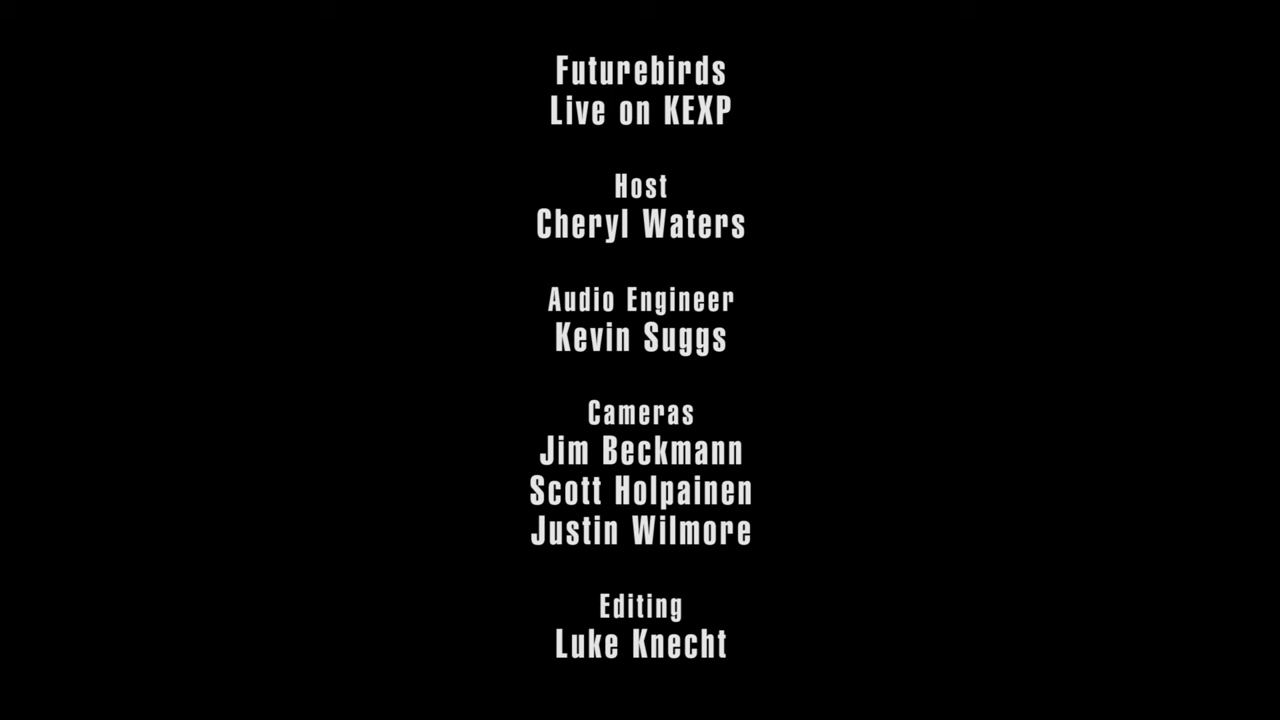 Futurebirds
Live on KEXP
Host
Cheryl Waters
Audio Engineer
Kevin Suggs
Cameras
Jim Beckmann
Scott Holpainen
Justin Wilmore
Editing
Luke Knecht